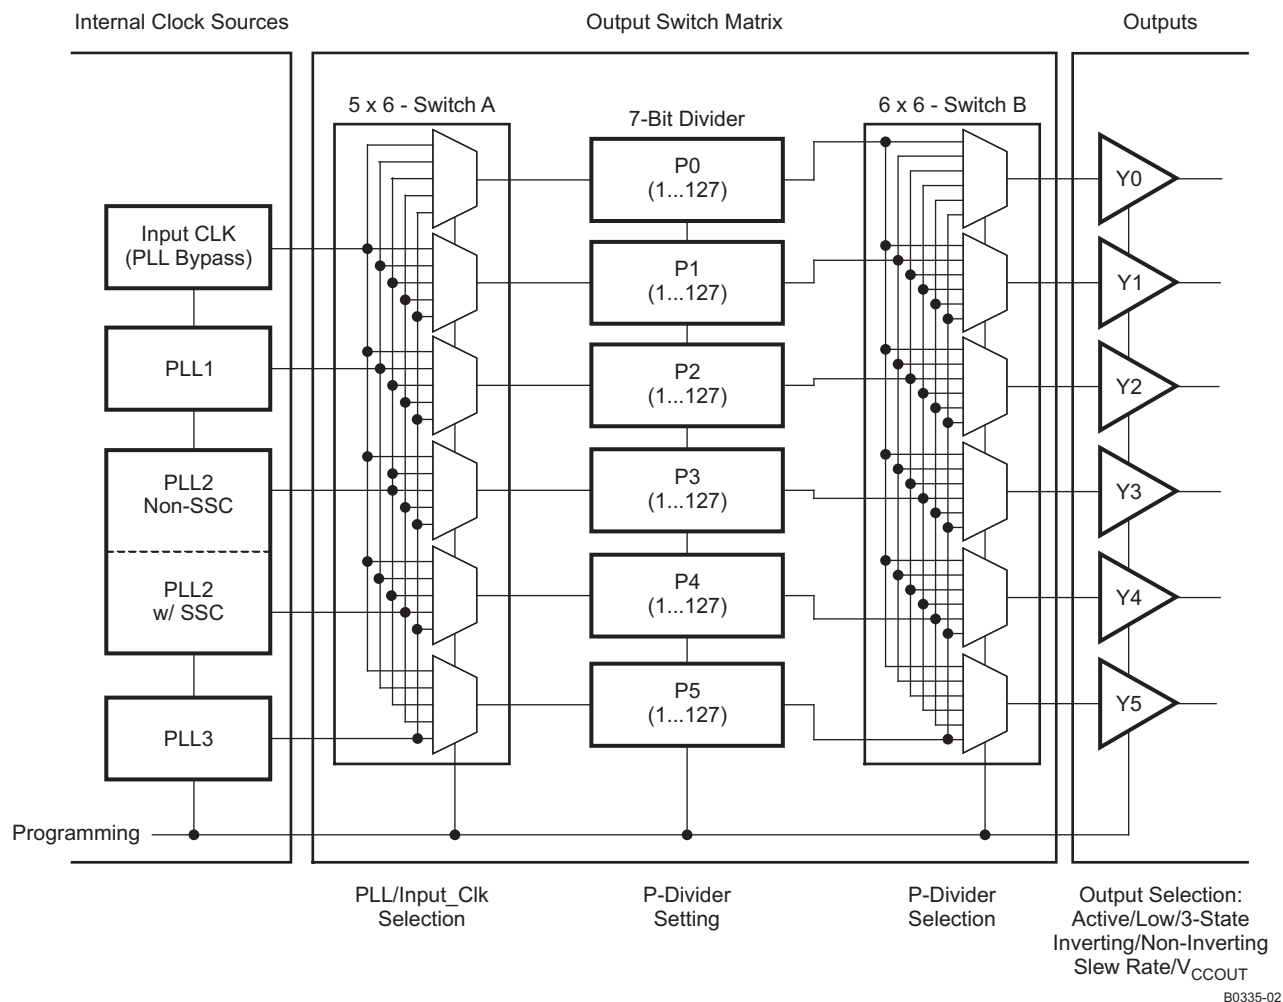 Internal Clock Sources
Output Switch Matrix
Outputs
5 x 6 - Switch A
7-Bit Divider
6 x 6 - Switch B
Input CLK
(PLL Bypass)
PLL1
PLL2
Non-SSC
PLL2
w/ SSC
PLL3
P0
(1...127)
P1
(1...127)
P2
(1...127)
P3
(1...127)
P4
(1...127)
P5
(1...127)
Y0
Y1
Y2
Y3
Y4
Y5
Programming
PLL/Input_Clk
Selection
P-Divider
Setting
P-Divider
Selection
Output Selection:
Active/Low/3-State
Inverting/Non-Inverting
Slew Rate/VCCOUT
B0335-02